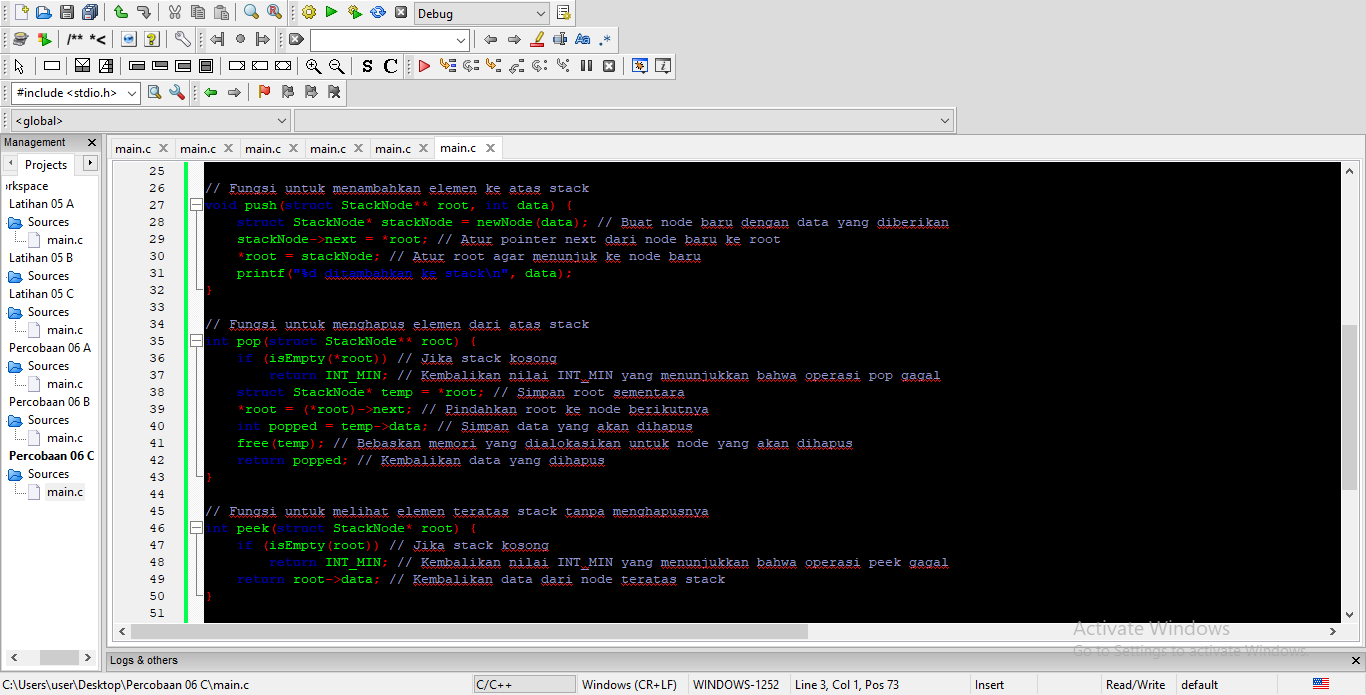 Debug
/** *<
Aa .*
S C
#include <stdio.h>
<global>
Management
Projects
rkspace
Latihan 05 A
Sources
main.c
Latihan 05 B
Sources
main.c
Latihan 05 C
Sources
main.c
Percobaan 06 A
Sources
main.c
Percobaan 06 B
Sources
main.c
Percobaan 06 C
Sources
main.c
main.c main.c main.c main.c main.c main.c
25
26 // Fungsi untuk menambahkan elemen ke atas stack
27 void push(struct StackNode** root, int data) {
28 struct StackNode* stackNode = newNode(data); // Buat node baru dengan data yang diberikan
29 stackNode->next = *root; // Atur pointer next dari node baru ke root
30 *root = stackNode; // Atur root agar menunjuk ke node baru
31 printf("%d ditambahkan ke stack\n", data);
32 }
33
34 // Fungsi untuk menghapus elemen dari atas stack
35 int pop(struct StackNode** root) {
36 if (isEmpty(*root)) // Jika stack kosong
37 return INT_MIN; // Kembalikan nilai INT_MIN yang menunjukkan bahwa operasi pop gagal
38 struct StackNode* temp = *root; // Simpan root sementara
39 *root = (*root)->next; // Pindahkan root ke node berikutnya
40 int popped = temp->data; // Simpan data yang akan dihapus
41 free(temp); // Bebaskan memori yang dialokasikan untuk node yang akan dihapus
42 return popped; // Kembalikan data yang dihapus
43 }
44
45 // Fungsi untuk melihat elemen teratas stack tanpa menghapusnya
46 int peek(struct StackNode* root) {
47 if (isEmpty(root)) // Jika stack kosong
48 return INT_MIN; // Kembalikan nilai INT_MIN yang menunjukkan bahwa operasi peek gagal
49 return root->data; // Kembalikan data dari node teratas stack
50 }
51
Activate Windows
Go to Settings to activate Windows.
Logs & others
C:\Users\user\Desktop\Percobaan 06 C\main.c C/C++ Windows (CR+LF) WINDOWS-1252 Line 3, Col 1, Pos 73 Insert Read/Write default